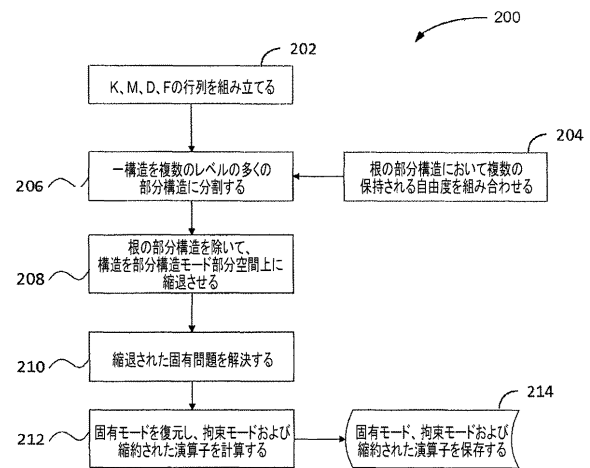 200
202
K、M、D、Fの行列を組み立てる
204
206
一構造を複数のレベルの多くの
部分構造に分割する
根の部分構造において複数の
保持される自由度を組み合わせる
208
根の部分構造を除いて、
構造を部分構造モード部分空間上に
縮退させる
210
縮退された固有問題を解決する
214
212
固有モードを復元し、拘束モードおよび
縮約された演算子を計算する
固有モード、拘束モードおよび
縮約された演算子を保存する